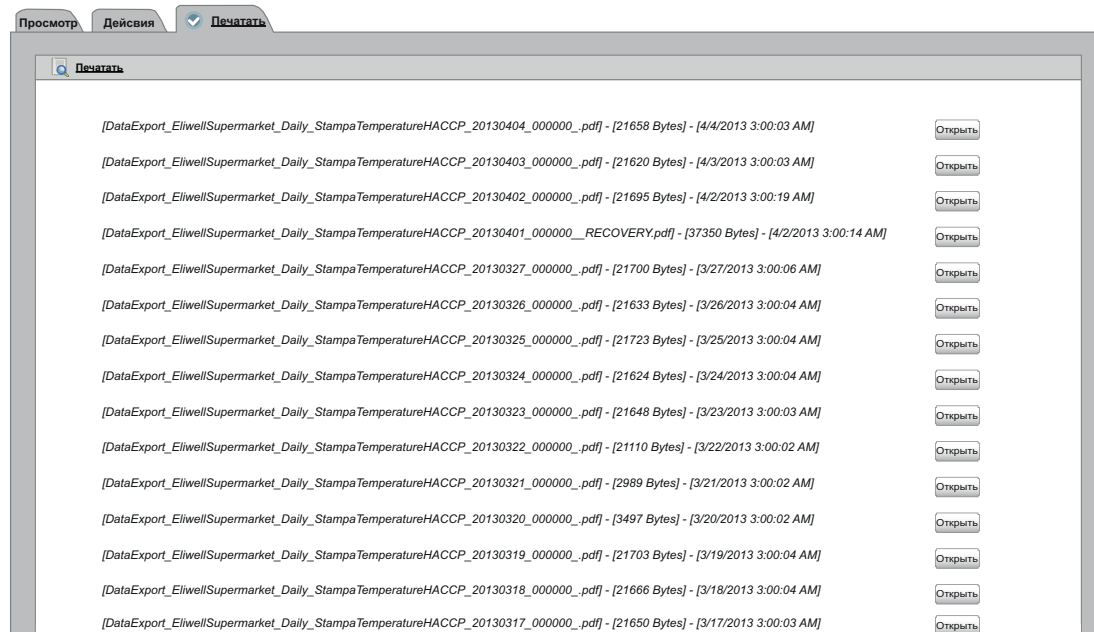 Просмотр Дейсвия Печатать
Печатать
[DataExport_EliwellSupermarket_Daily_StampaTemperatureHACCP_20130404_000000_.pdf] - [21658 Bytes] - [4/4/2013 3:00:03 AM] Открыть
[DataExport_EliwellSupermarket_Daily_StampaTemperatureHACCP_20130403_000000_.pdf] - [21620 Bytes] - [4/3/2013 3:00:03 AM] Открыть
[DataExport_EliwellSupermarket_Daily_StampaTemperatureHACCP_20130402_000000_.pdf] - [21695 Bytes] - [4/2/2013 3:00:19 AM] Открыть
[DataExport_EliwellSupermarket_Daily_StampaTemperatureHACCP_20130401_000000__RECOVERY.pdf] - [37350 Bytes] - [4/2/2013 3:00:14 AM] Открыть
[DataExport_EliwellSupermarket_Daily_StampaTemperatureHACCP_20130327_000000_.pdf] - [21700 Bytes] - [3/27/2013 3:00:06 AM] Открыть
[DataExport_EliwellSupermarket_Daily_StampaTemperatureHACCP_20130326_000000_.pdf] - [21633 Bytes] - [3/26/2013 3:00:04 AM] Открыть
[DataExport_EliwellSupermarket_Daily_StampaTemperatureHACCP_20130325_000000_.pdf] - [21723 Bytes] - [3/25/2013 3:00:04 AM] Открыть
[DataExport_EliwellSupermarket_Daily_StampaTemperatureHACCP_20130324_000000_.pdf] - [21624 Bytes] - [3/24/2013 3:00:04 AM] Открыть
[DataExport_EliwellSupermarket_Daily_StampaTemperatureHACCP_20130323_000000_.pdf] - [21648 Bytes] - [3/23/2013 3:00:03 AM] Открыть
[DataExport_EliwellSupermarket_Daily_StampaTemperatureHACCP_20130322_000000_.pdf] - [21110 Bytes] - [3/22/2013 3:00:02 AM] Открыть
[DataExport_EliwellSupermarket_Daily_StampaTemperatureHACCP_20130321_000000_.pdf] - [2989 Bytes] - [3/21/2013 3:00:02 AM] Открыть
[DataExport_EliwellSupermarket_Daily_StampaTemperatureHACCP_20130320_000000_.pdf] - [3497 Bytes] - [3/20/2013 3:00:02 AM] Открыть
[DataExport_EliwellSupermarket_Daily_StampaTemperatureHACCP_20130319_000000_.pdf] - [21703 Bytes] - [3/19/2013 3:00:04 AM] Открыть
[DataExport_EliwellSupermarket_Daily_StampaTemperatureHACCP_20130318_000000_.pdf] - [21666 Bytes] - [3/18/2013 3:00:04 AM] Открыть
[DataExport_EliwellSupermarket_Daily_StampaTemperatureHACCP_20130317_000000_.pdf] - [21650 Bytes] - [3/17/2013 3:00:03 AM] Открыть